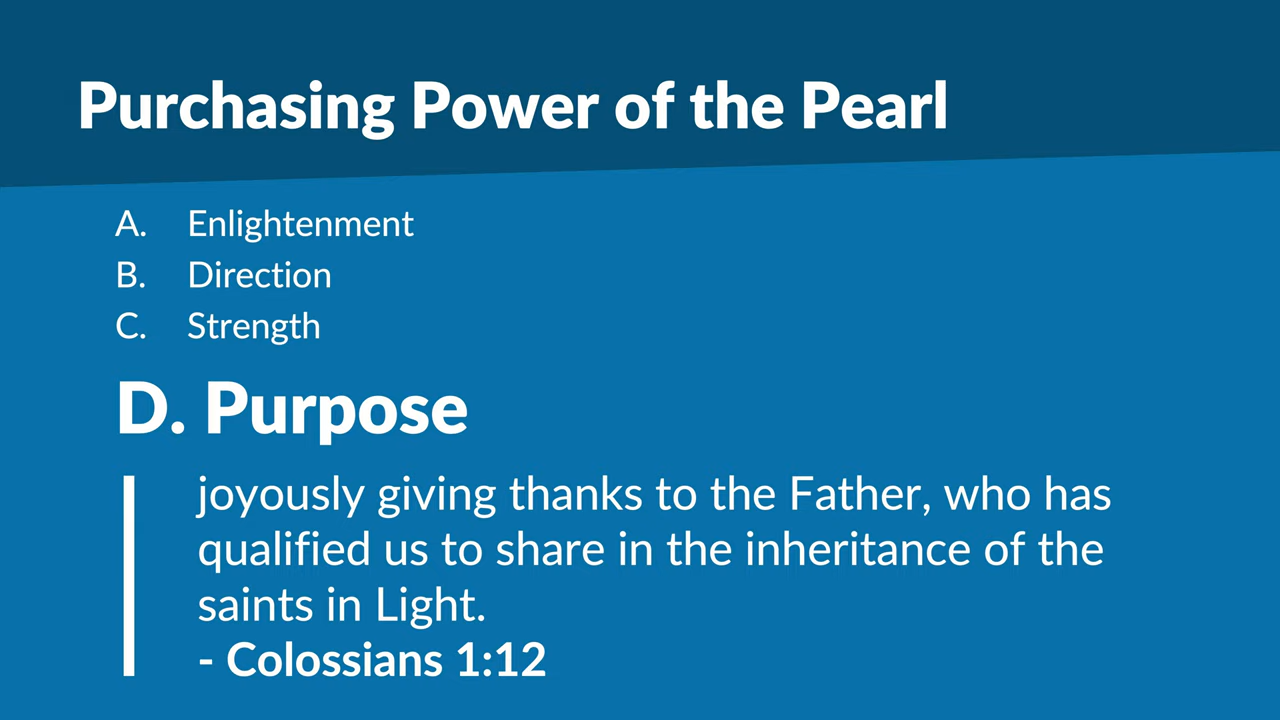 Purchasing Power of the Pearl
A. Enlightenment
B. Direction
C. Strength
D. Purpose
joyously giving thanks to the Father, who has
qualified us to share in the inheritance of the
saints in Light.
- Colossians 1:12